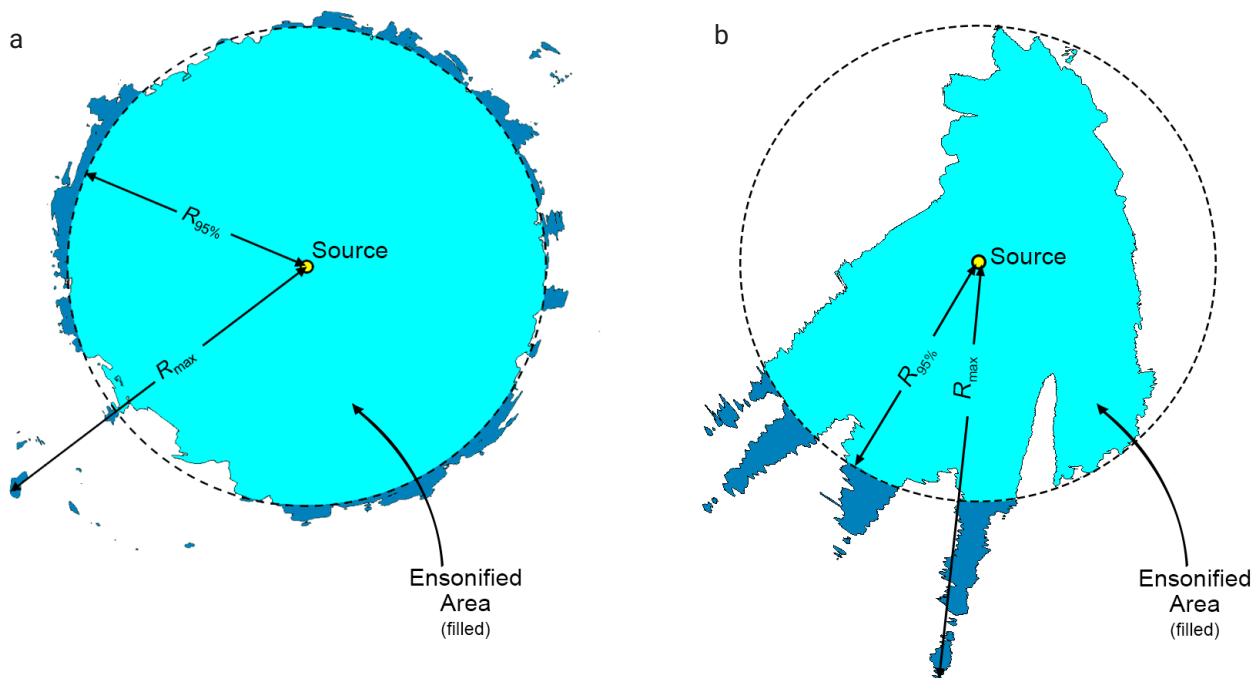 a
R95%
Source
Rmax
Ensonified
Area
(filled)
b
Source
R95%
Rmax
Ensonified
Area
(filled)